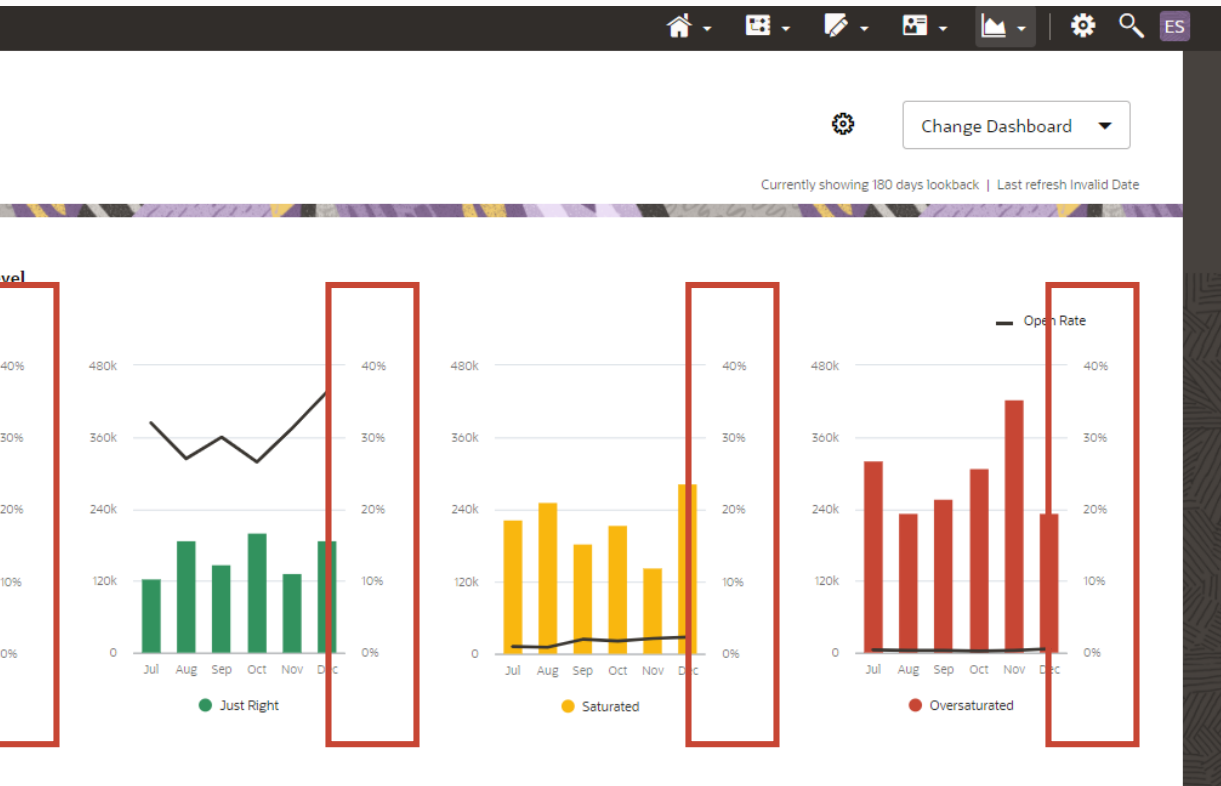 ES
Change Dashboard
Currently showing 180 days lookback | Last refresh Invalid Date
Open Rate
40% 480k 40% 480k 40% 480k 40%
30% 360k 30% 360k 30% 360k 30%
20% 240k 20% 240k 20% 240k 20%
10% 120k 10% 120k 10% 120k 10%
0% 0 0% 0 0% 0 0%
Jul Aug Sep Oct Nov Dec Jul Aug Sep Oct Nov Dec Jul Aug Sep Oct Nov Dec
Just Right Saturated Oversaturated